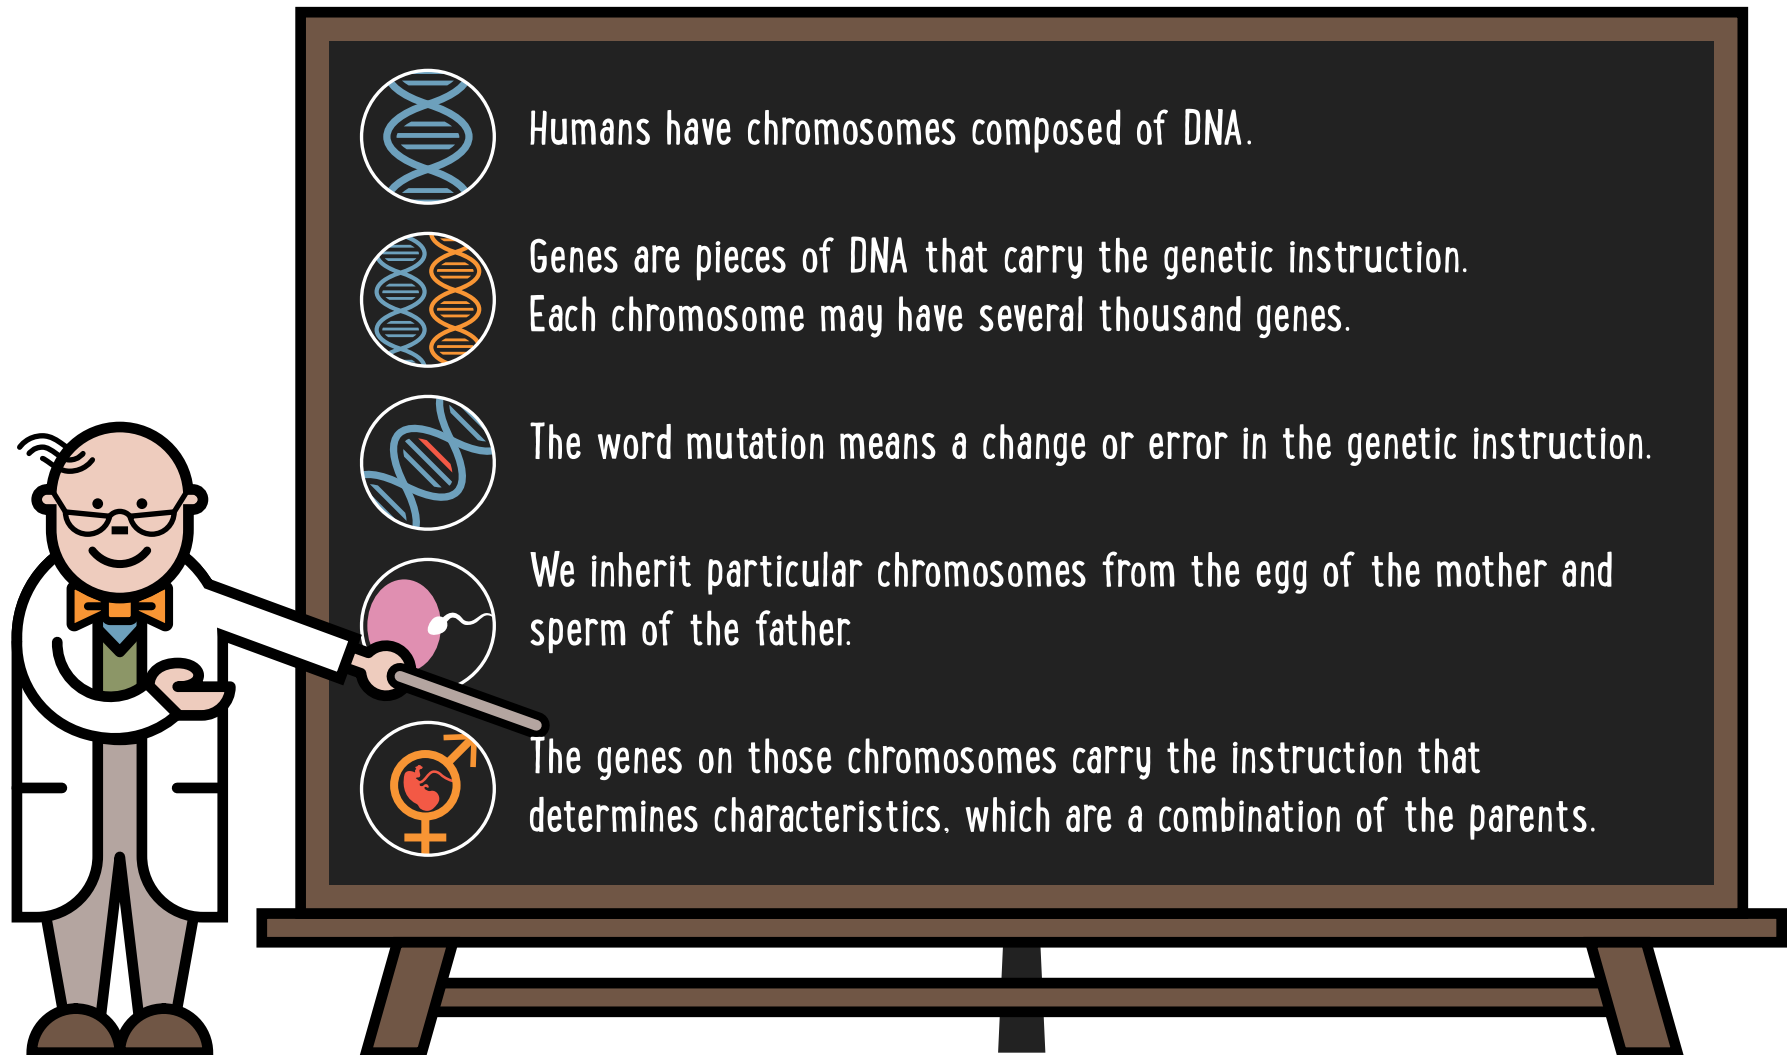 Humans have chromosomes composed of DNA.
Genes are pieces of DNA that carry the genetic instruction.
Each chromosome may have several thousand genes.
The word mutation means a change or error in the genetic instruction.
We inherit particular chromosomes from the egg of the mother and
sperm of the father.
The genes on those chromosomes carry the instruction that
determines characteristics, which are a combination of the parents.